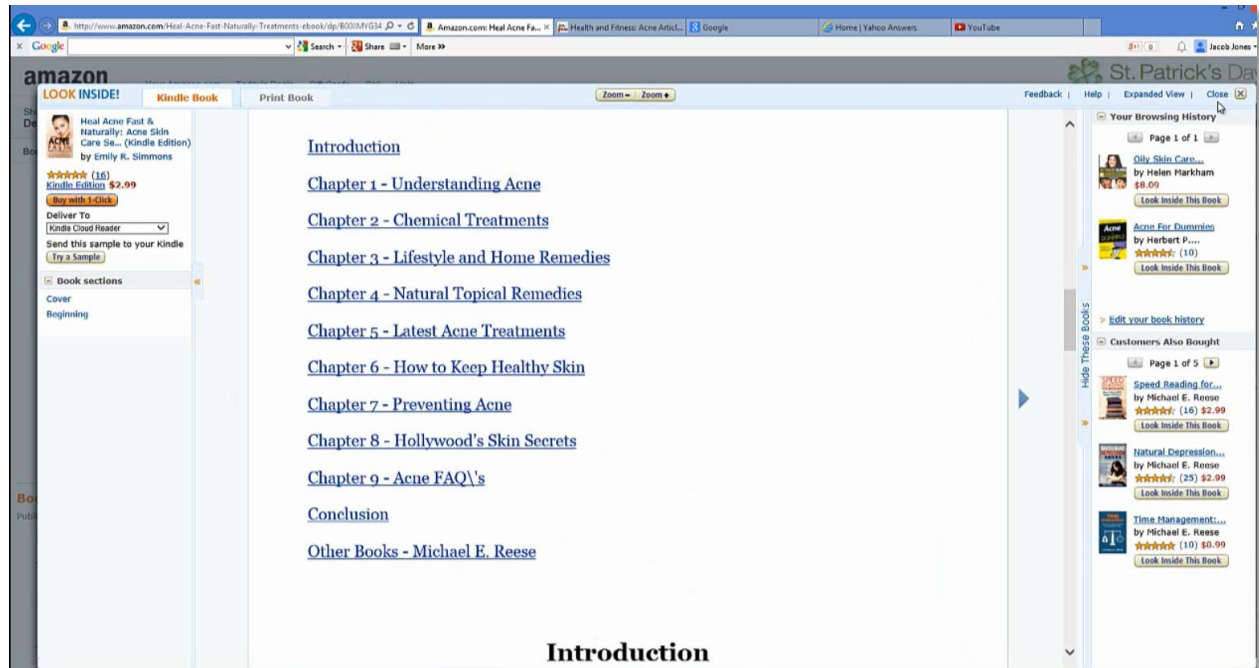 http://www.amazon.com/Heal-Acne-Fast-Naturally-Treatments-ebook/dp/B00IMYG34
Amazon.com: Heal Acne Fa...
Health and Fitness: Acne Articl...
Google
Home | Yahoo Answers
YouTube
Google
Search
Share
More »
Jacob Jones
amazon
St. Patrick's Da
LOOK INSIDE!
Kindle Book
Print Book
Zoom –
Zoom +
Feedback |
Help |
Expanded View |
Close
Heal Acne Fast &
Naturally: Acne Skin
Care Se... (Kindle Edition)
by Emily R. Simmons
(16)
Kindle Edition $2.99
Buy with 1-Click
Deliver To
Kindle Cloud Reader
Send this sample to your Kindle
Try a Sample
Book sections
Cover
Beginning
Introduction
Chapter 1 - Understanding Acne
Chapter 2 - Chemical Treatments
Chapter 3 - Lifestyle and Home Remedies
Chapter 4 - Natural Topical Remedies
Chapter 5 - Latest Acne Treatments
Chapter 6 - How to Keep Healthy Skin
Chapter 7 - Preventing Acne
Chapter 8 - Hollywood's Skin Secrets
Chapter 9 - Acne FAQ\'s
Conclusion
Other Books - Michael E. Reese
Introduction
Hide These Books
Your Browsing History
Page 1 of 1
Oily Skin Care...
by Helen Markham
$8.09
Look Inside This Book
Acne For Dummies
by Herbert P....
(10)
Look Inside This Book
> Edit your book history
Customers Also Bought
Page 1 of 5
Speed Reading for...
by Michael E. Reese
(16) $2.99
Look Inside This Book
Natural Depression...
by Michael E. Reese
(25) $2.99
Look Inside This Book
Time Management:...
by Michael E. Reese
(10) $0.99
Look Inside This Book